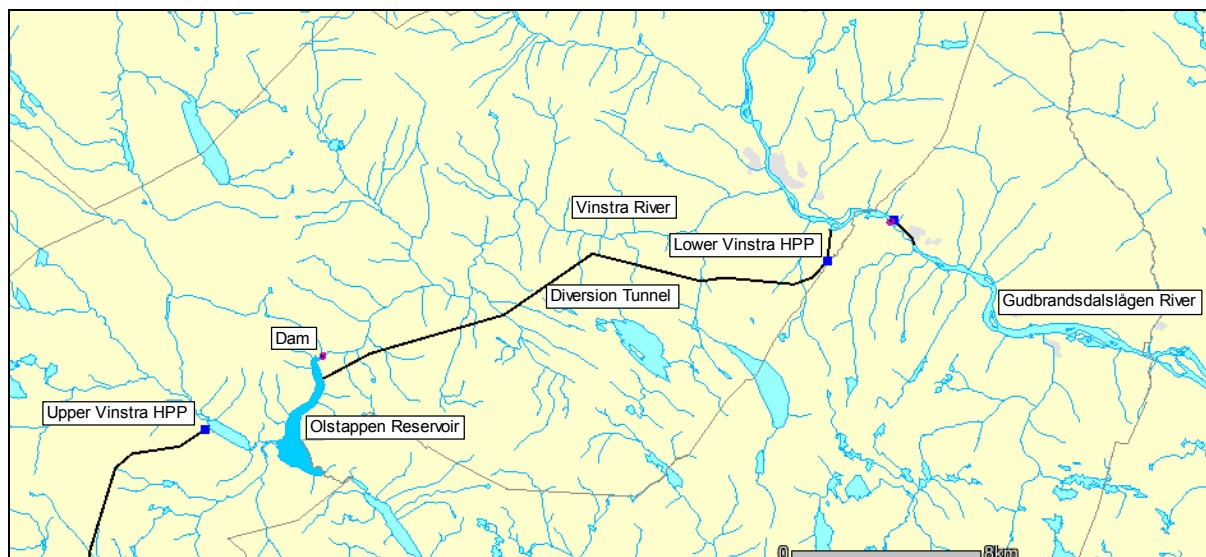 Vinstra River
Lower Vinstra HPP
Diversion Tunnel
Gudbrandsdalslågen River
Dam
Upper Vinstra HPP
Olstappen Reservoir
0 8km